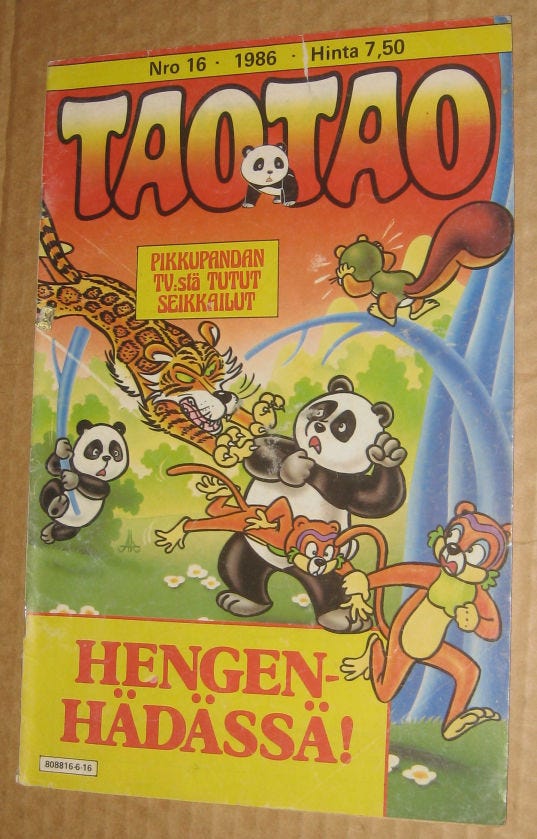 Nro 16 · 1986 · Hinta 7,50
TAOTAO
PIKKUPANDAN
TV:stä TUTUT
SEIKKAILUT
HENGEN-
HÄDÄSSÄ!
808816-6-16